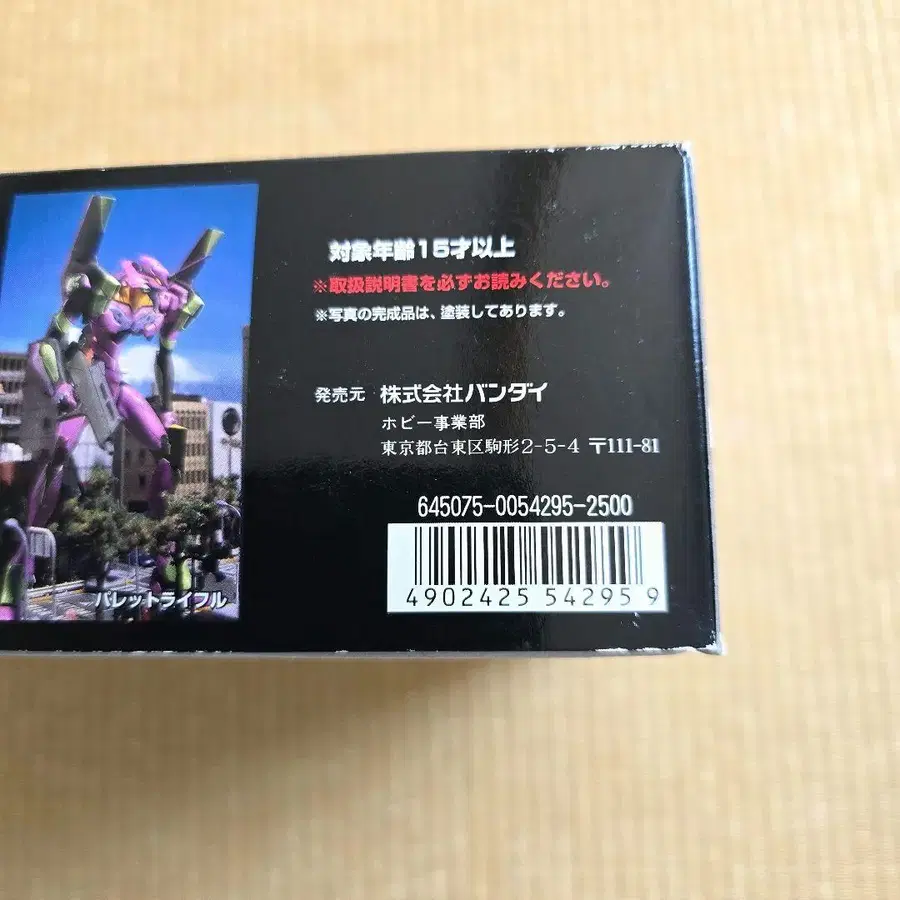 対象年齢15才以上
※取扱説明書を必ずお読みください。
※写真の完成品は、塗装してあります。
発売元 株式会社バンダイ
ホビー事業部
東京都台東区駒形2-5-4 〒111-81
645075-0054295-2500
4902425 542959
パレットライフル